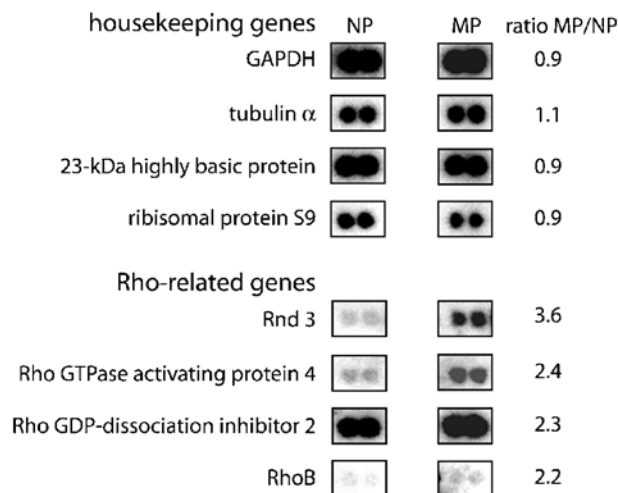 housekeeping genes NP MP ratio MP/NP
GAPDH 0.9
tubulin α 1.1
23-kDa highly basic protein 0.9
ribisomal protein S9 0.9
Rho-related genes
Rnd 3 3.6
Rho GTPase activating protein 4 2.4
Rho GDP-dissociation inhibitor 2 2.3
RhoB 2.2